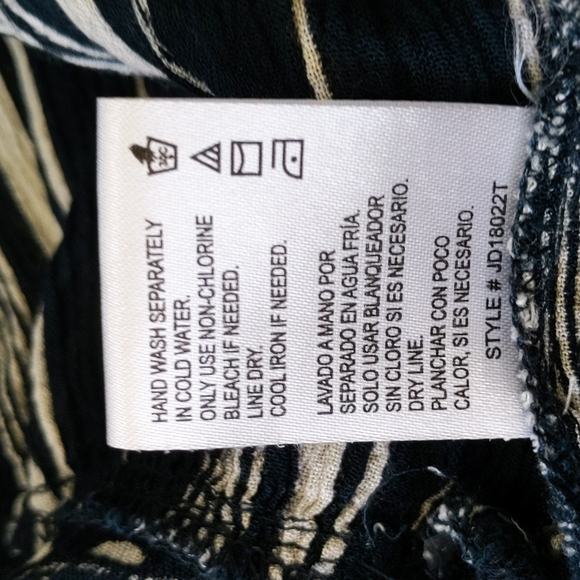 30C
HAND WASH SEPARATELY
IN COLD WATER.
ONLY USE NON-CHLORINE
BLEACH IF NEEDED.
LINE DRY.
COOL IRON IF NEEDED.
LAVADO A MANO POR
SEPARADO EN AGUA FRÍA.
SOLO USAR BLANQUEADOR
SIN CLORO SI ES NECESARIO.
DRY LINE.
PLANCHAR CON POCO
CALOR, SI ES NECESARIO.
STYLE # JD18022T